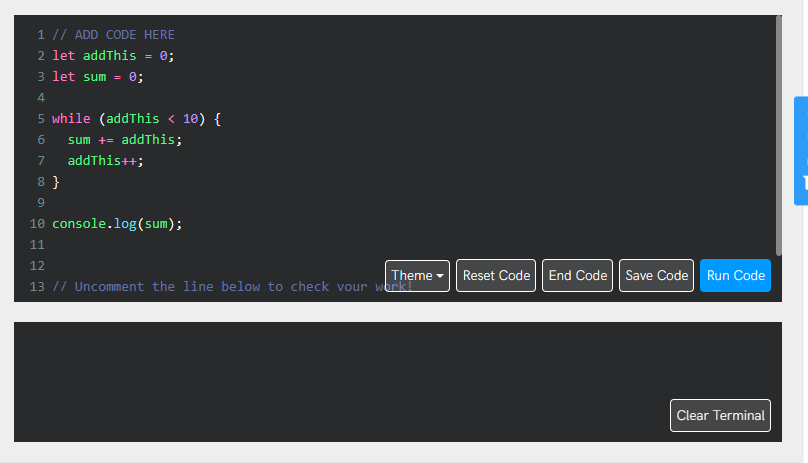 1 // ADD CODE HERE
2 let addThis = 0;
3 let sum = 0;
4
5 while (addThis < 10) {
6   sum += addThis;
7   addThis++;
8 }
9
10 console.log(sum);
11
12
13 // Uncomment the line below to check your work!
Theme Reset Code End Code Save Code Run Code
Clear Terminal